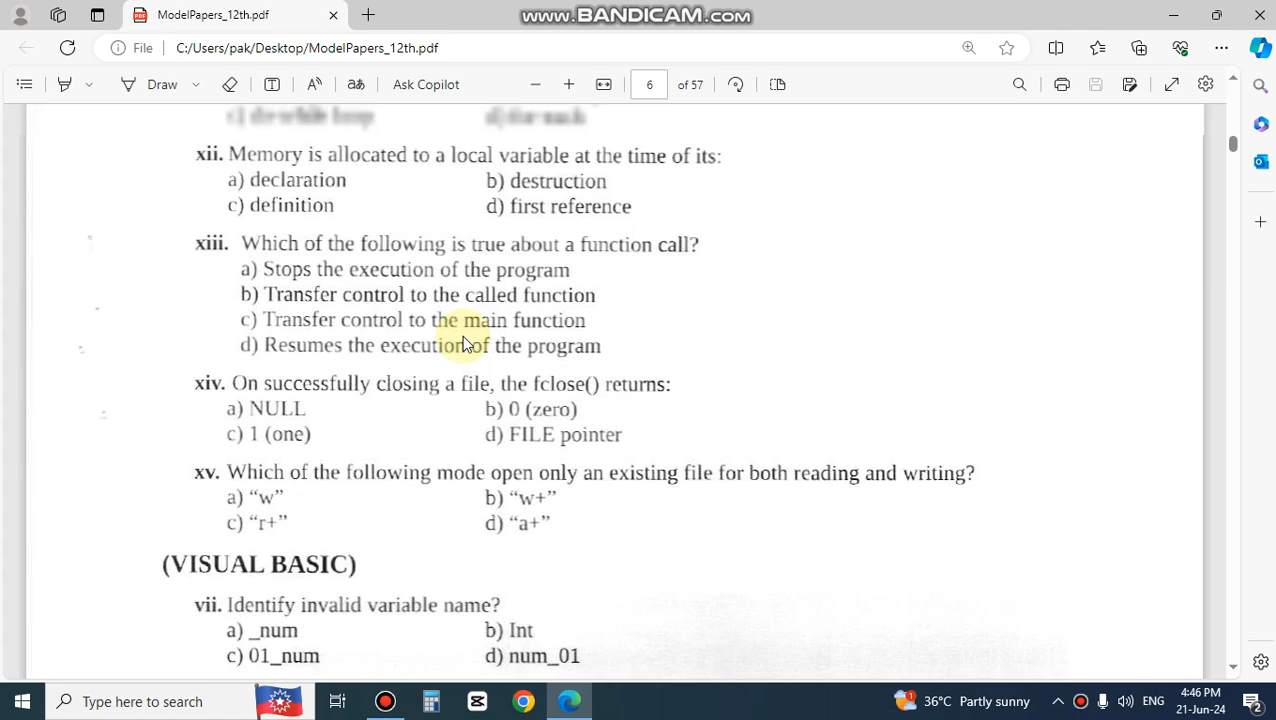 ModelPapers_12th.pdf
www.BANDICAM.com
File C:/Users/pak/Desktop/ModelPapers_12th.pdf
Draw aあ Ask Copilot 6 of 57
c) do-while loop
xii. Memory is allocated to a local variable at the time of its:
a) declaration b) destruction
c) definition d) first reference
xiii. Which of the following is true about a function call?
a) Stops the execution of the program
b) Transfer control to the called function
c) Transfer control to the main function
d) Resumes the execution of the program
xiv. On successfully closing a file, the fclose() returns:
a) NULL b) 0 (zero)
c) 1 (one) d) FILE pointer
xv. Which of the following mode open only an existing file for both reading and writing?
a) “w” b) “w+”
c) “r+” d) “a+”
(VISUAL BASIC)
vii. Identify invalid variable name?
a) _num b) Int
c) 01_num d) num_01
Type here to search 36°C Partly sunny ENG 4:46 PM
21-Jun-24 2